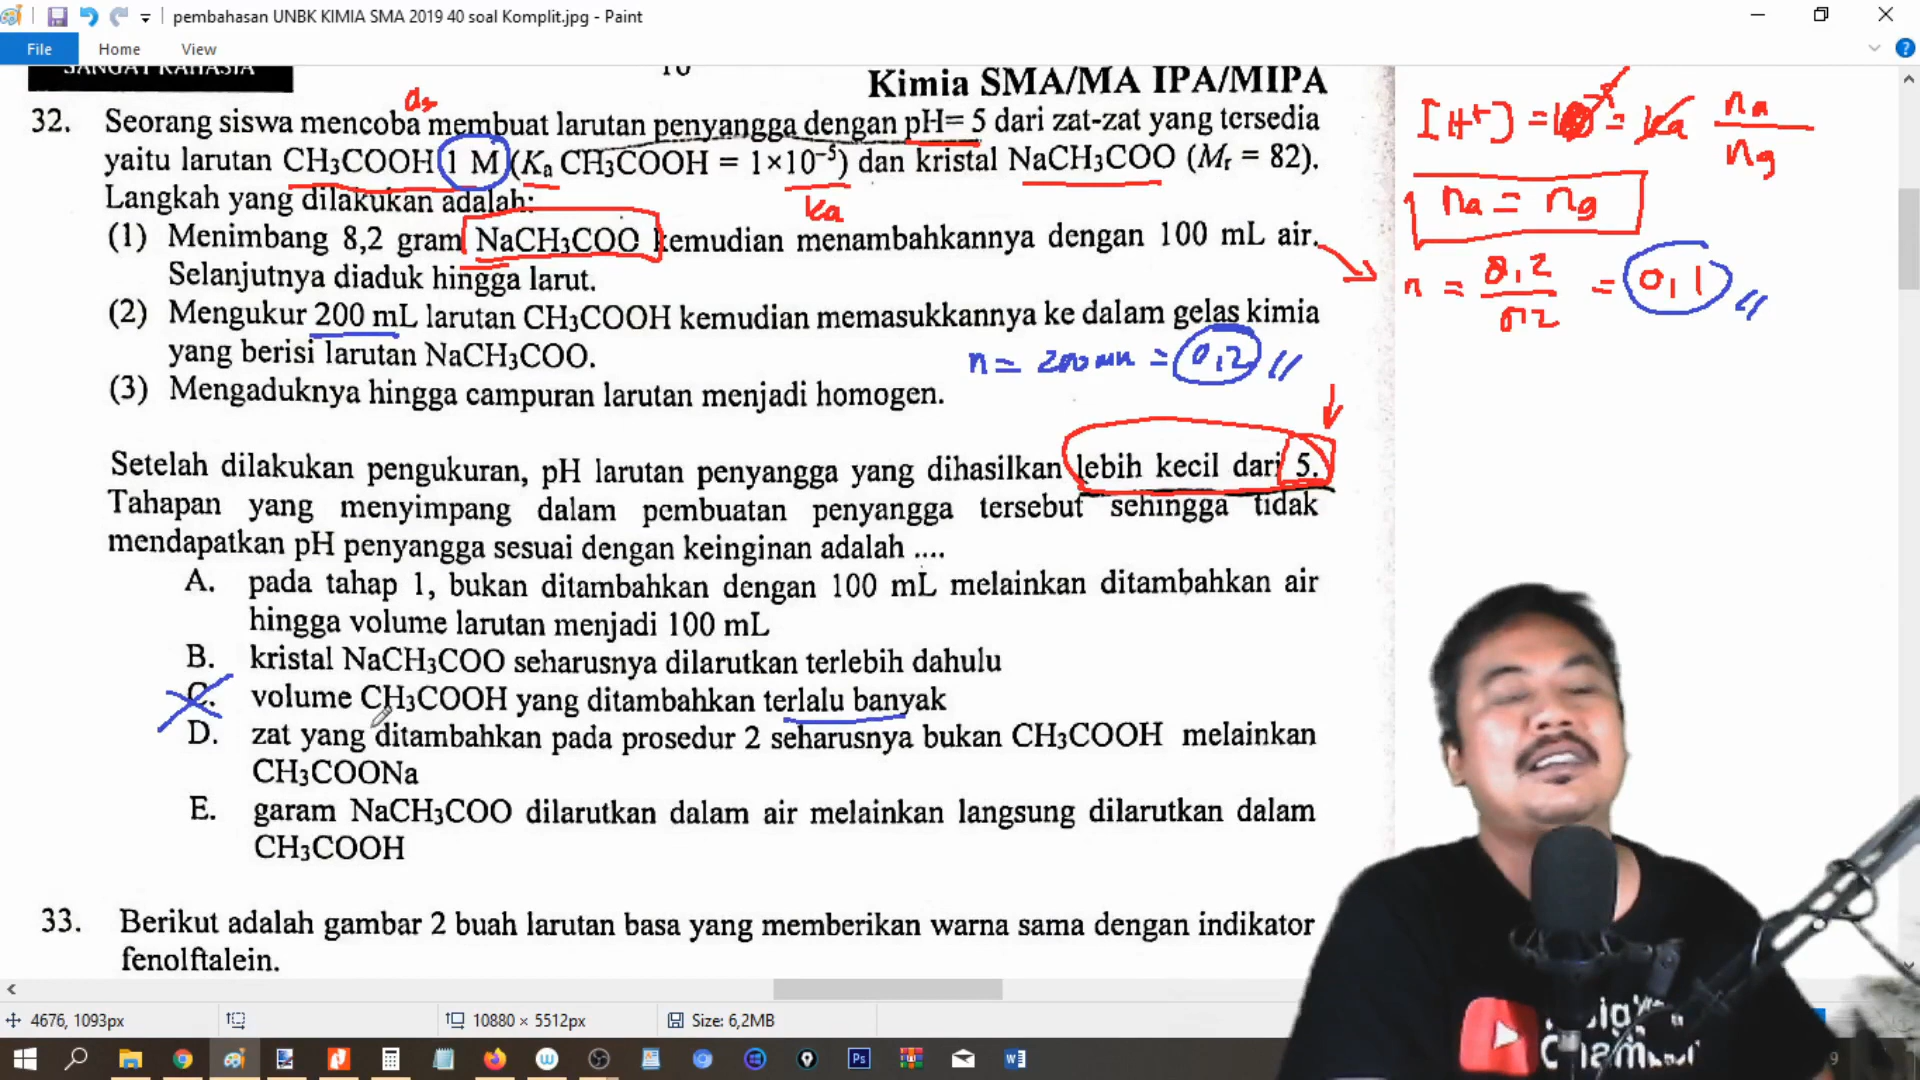 pembahasan UNBK KIMIA SMA 2019 40 soal Komplit.jpg - Paint
File Home View
SANGAT RAHASIA
Kimia SMA/MA IPA/MIPA
32. Seorang siswa mencoba membuat larutan penyangga dengan pH= 5 dari zat-zat yang tersedia
yaitu larutan CH₃COOH 1 M (Kₐ CH₃COOH = 1×10⁻⁵) dan kristal NaCH₃COO (Mᵣ = 82).
Langkah yang dilakukan adalah:
ka
(1) Menimbang 8,2 gram NaCH₃COO kemudian menambahkannya dengan 100 mL air.
Selanjutnya diaduk hingga larut.
(2) Mengukur 200 mL larutan CH₃COOH kemudian memasukkannya ke dalam gelas kimia
yang berisi larutan NaCH₃COO.
n = 200 mm = 0,2 //
(3) Mengaduknya hingga campuran larutan menjadi homogen.
Setelah dilakukan pengukuran, pH larutan penyangga yang dihasilkan lebih kecil dari 5.
Tahapan yang menyimpang dalam pembuatan penyangga tersebut sehingga tidak
mendapatkan pH penyangga sesuai dengan keinginan adalah ....
A. pada tahap 1, bukan ditambahkan dengan 100 mL melainkan ditambahkan air
hingga volume larutan menjadi 100 mL
B. kristal NaCH₃COO seharusnya dilarutkan terlebih dahulu
C. volume CH₃COOH yang ditambahkan terlalu banyak
D. zat yang ditambahkan pada prosedur 2 seharusnya bukan CH₃COOH melainkan
CH₃COONa
E. garam NaCH₃COO dilarutkan dalam air melainkan langsung dilarutkan dalam
CH₃COOH
33. Berikut adalah gambar 2 buah larutan basa yang memberikan warna sama dengan indikator
fenolftalein.
[H+] = = ka na
ng
na = ng
n = 8,2 = 0,1 //
82
4676, 1093px
10880 × 5512px
Size: 6,2MB